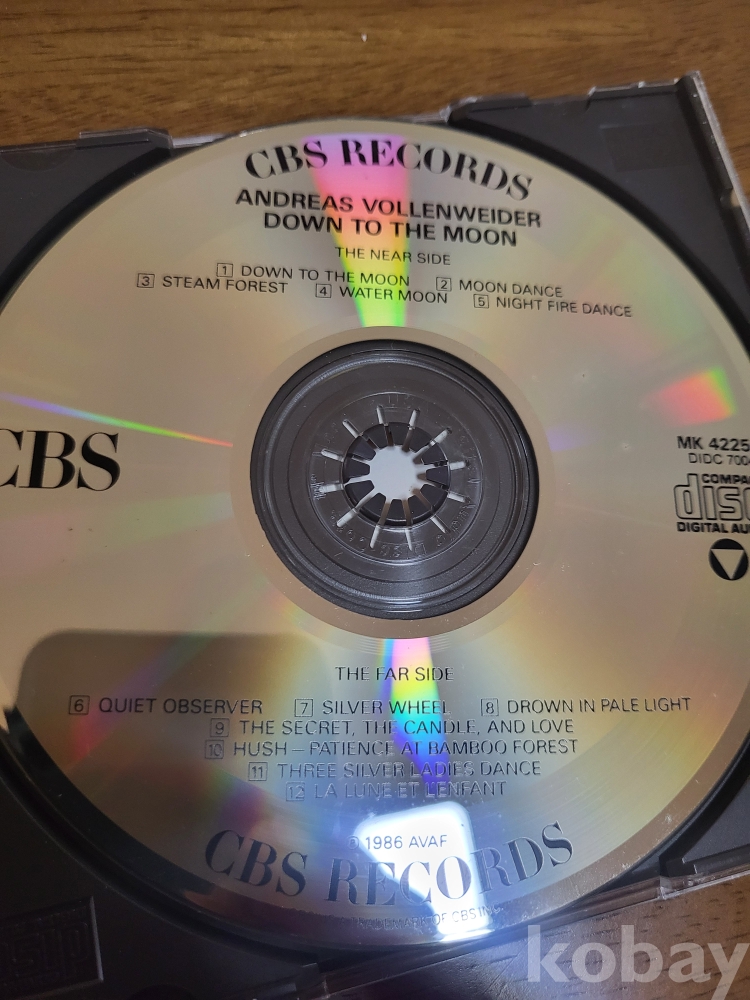 CBS RECORDS
ANDREAS VOLLENWEIDER
DOWN TO THE MOON
THE NEAR SIDE
1 DOWN TO THE MOON 2 MOON DANCE
3 STEAM FOREST 4 WATER MOON 5 NIGHT FIRE DANCE
CBS
MK 4225
DIDC 700
COMPA
disc
DIGITAL AU
THE FAR SIDE
6 QUIET OBSERVER 7 SILVER WHEEL 8 DROWN IN PALE LIGHT
9 THE SECRET, THE CANDLE, AND LOVE
10 HUSH – PATIENCE AT BAMBOO FOREST
11 THREE SILVER LADIES DANCE
12 LA LUNE ET L'ENFANT
1986 AVAF
CBS RECORDS
OF CBS INC
kobay